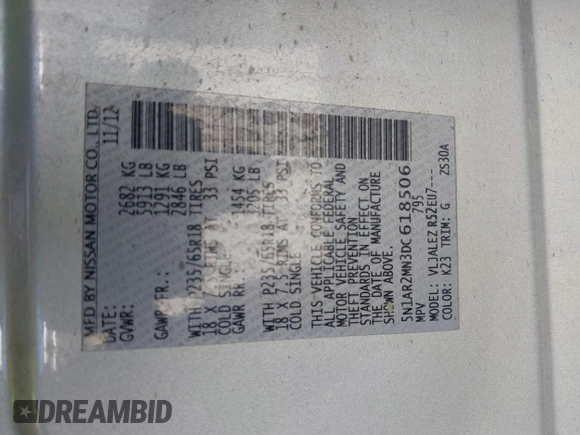 MFD BY NISSAN MOTOR CO., LTD.
DATE: 11/12
GVWR: 2682 KG
5913 LB
GAWR FR.: 1291 KG
2846 LB
WITH P235/65R18 TIRES
18 X RIMS AT 33 PSI
COLD SINGLE
GAWR RR.: 1454 KG
LB
WITH P235/65R18 TIRES
18 X 7.5 RIMS AT 33 PSI
COLD SINGLE
THIS VEHICLE CONFORMS TO
ALL APPLICABLE FEDERAL
MOTOR VEHICLE SAFETY AND
THEFT PREVENTION
STANDARDS IN EFFECT ON
THE DATE OF MANUFACTURE
SHOWN ABOVE.
5N1AR2MN3DC618506
MPV 795
MODEL: VLJALEZ R52EU7---
COLOR: K23 TRIM: G ZS30A
DREAMBID